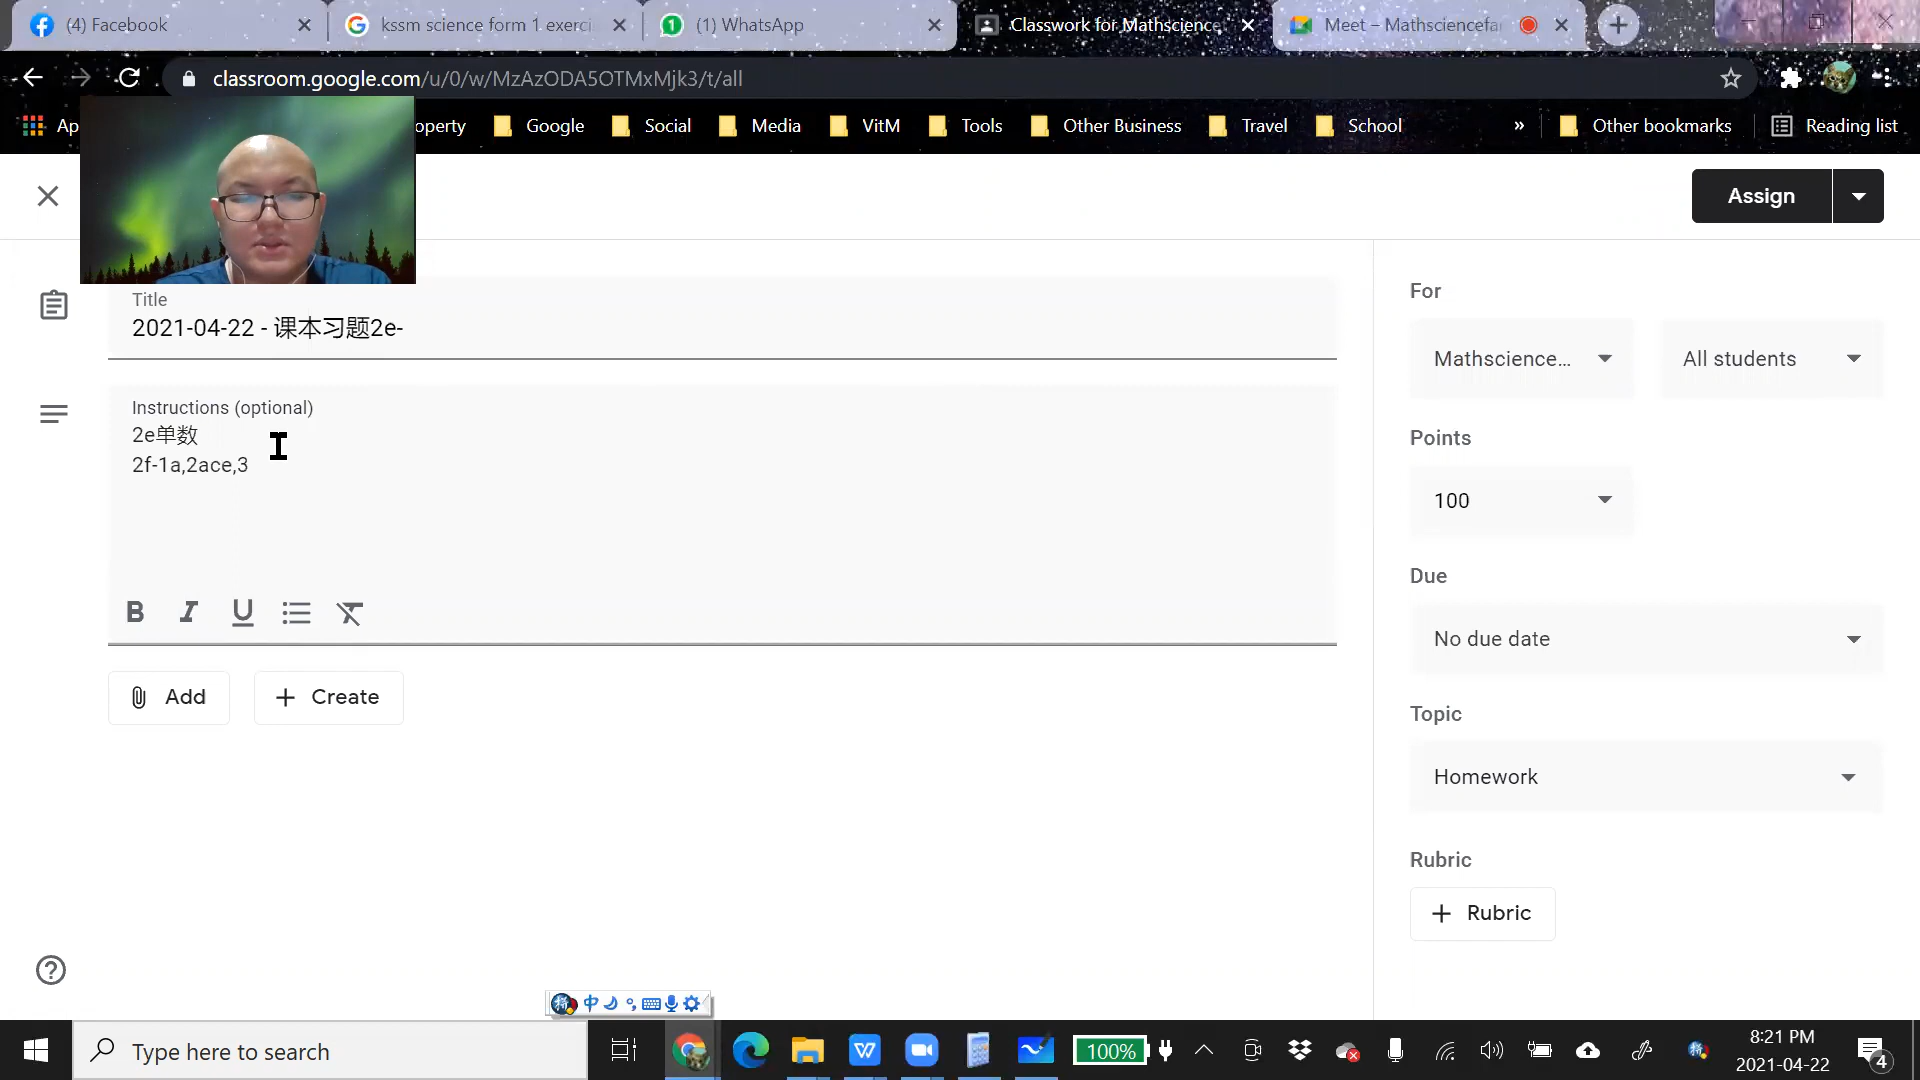 (4) Facebook
kssm science form 1 exerci
(1) WhatsApp
Classwork for Mathscience
Meet – Mathsciencefa
classroom.google.com/u/0/w/MzAzODA5OTMxMjk3/t/all
Ap
operty
Google
Social
Media
VitM
Tools
Other Business
Travel
School
»
Other bookmarks
Reading list
Assign
Title
2021-04-22 - 课本习题2e-
Instructions (optional)
2e单数
2f-1a,2ace,3
B I U
Add
Create
For
Mathscience...
All students
Points
100
Due
No due date
Topic
Homework
Rubric
Rubric
拼 中
Type here to search
100%
8:21 PM
2021-04-22
4